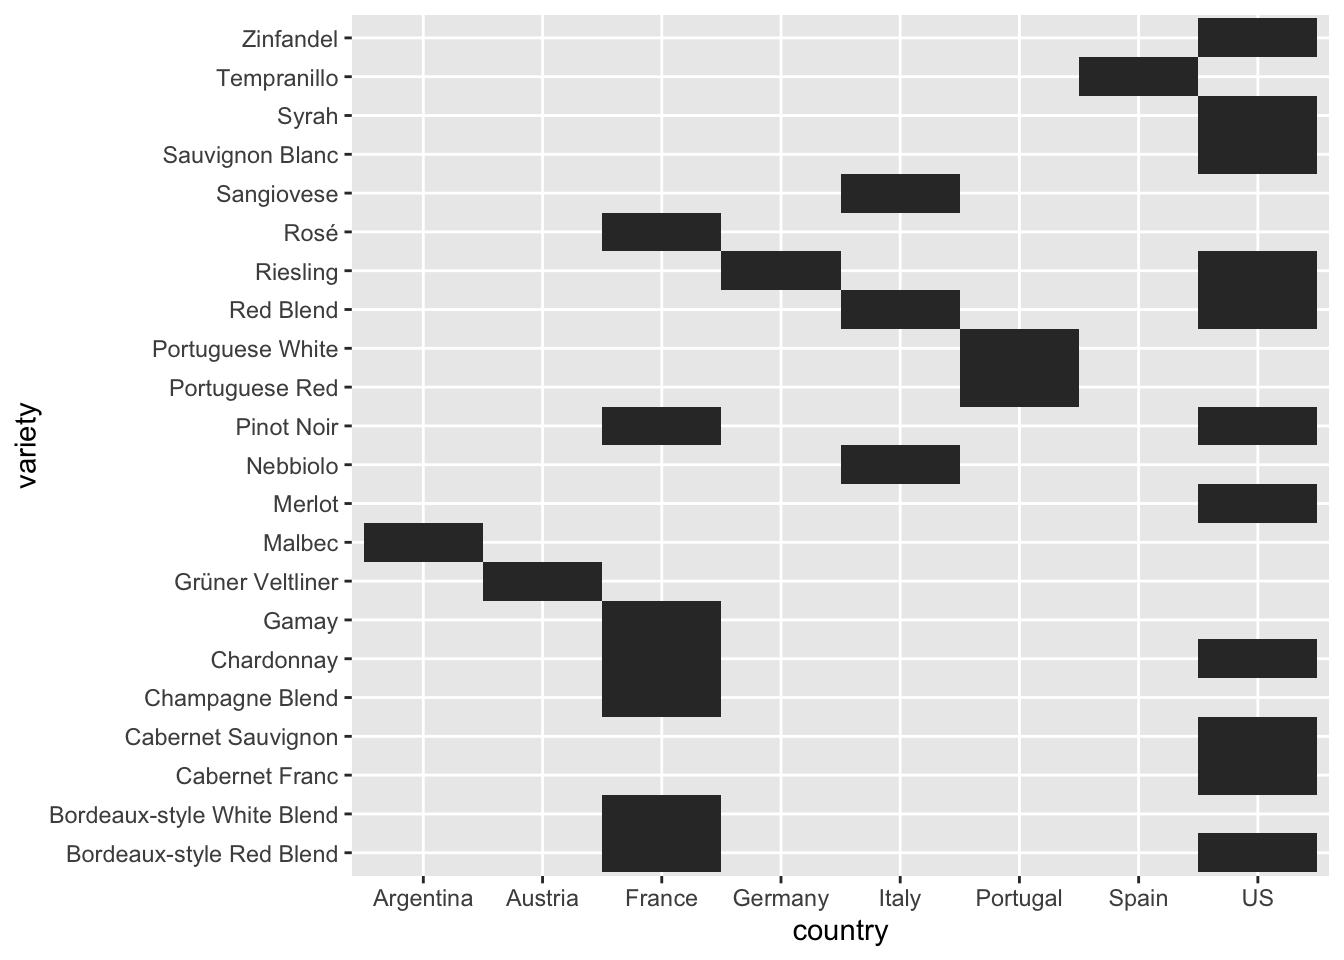 Zinfandel
Tempranillo
Syrah
Sauvignon Blanc
Sangiovese
Rosé
Riesling
Red Blend
Portuguese White
Portuguese Red
Pinot Noir
Nebbiolo
Merlot
Malbec
Grüner Veltliner
Gamay
Chardonnay
Champagne Blend
Cabernet Sauvignon
Cabernet Franc
Bordeaux-style White Blend
Bordeaux-style Red Blend
variety
Argentina Austria France Germany Italy Portugal Spain US
country